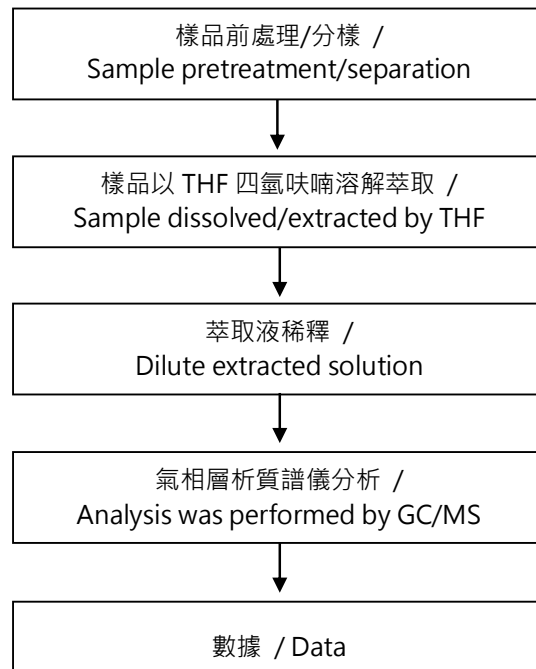 樣品前處理/分樣 /
Sample pretreatment/separation
樣品以 THF 四氫呋喃溶解萃取 /
Sample dissolved/extracted by THF
萃取液稀釋 /
Dilute extracted solution
氣相層析質譜儀分析 /
Analysis was performed by GC/MS
數據 / Data